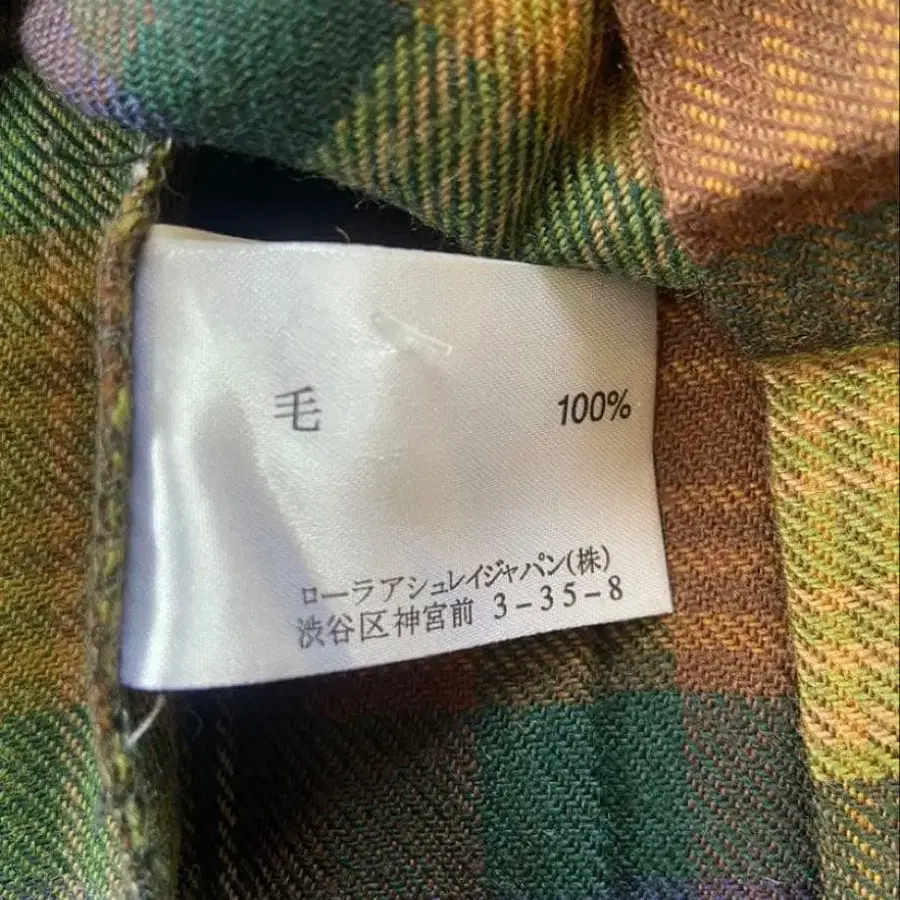 毛 100%
ローラ アシュレイジャパン(株)
渋谷区神宮前 3-35-8